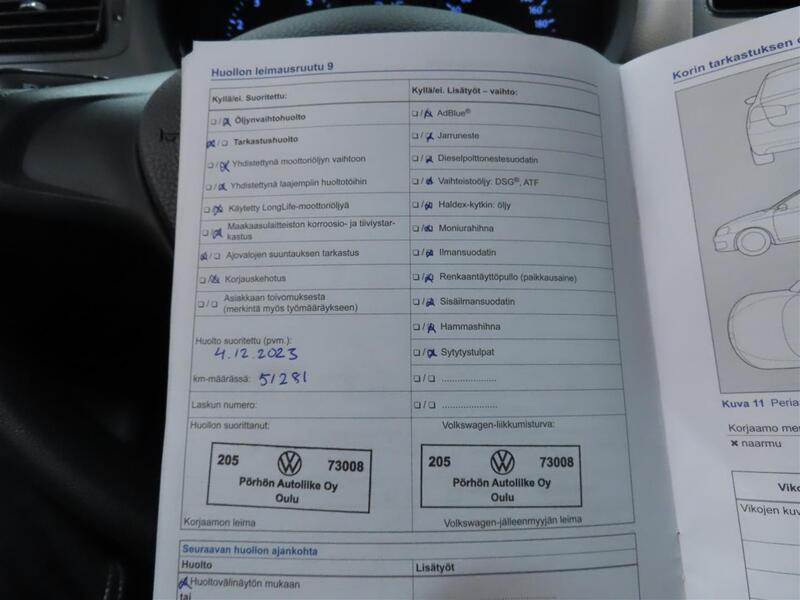 Huollon leimausruutu 9
Kyllä/ei. Suoritettu:
Öljynvaihtohuolto
Tarkastushuolto
Yhdistettynä moottoriöljyn vaihtoon
Yhdistettynä laajempiin huoltotöihin
Käytetty LongLife-moottoriöljyä
Maakaasulaitteiston korroosio- ja tiiviystar-
kastus
Ajovalojen suuntauksen tarkastus
Korjauskehotus
Asiakkaan toivomuksesta
(merkintä myös työmääräykseen)
Huolto suoritettu (pvm.):
4.12.2023
km-määrässä: 51281
Laskun numero:
Huollon suorittanut:
205 73008
Pörhön Autoliike Oy
Oulu
Korjaamon leima
Kyllä/ei. Lisätyöt – vaihto:
AdBlue®
Jarruneste
Dieselpolttonestesuodatin
Vaihteistoöljy: DSG®, ATF
Haldex-kytkin: öljy
Moniurahihna
Ilmansuodatin
Renkaantäyttöpullo (paikkausaine)
Sisäilmansuodatin
Hammashihna
Sytytystulpat
Volkswagen-liikkumisturva:
205 73008
Pörhön Autoliike Oy
Oulu
Volkswagen-jälleenmyyjän leima
Seuraavan huollon ajankohta
Huolto Lisätyöt
Huoltovälinäytön mukaan
tai
Korin tarkastuksen
Kuva 11 Peria
Korjaamo me
× naarmu
Viko
Vikojen kuv